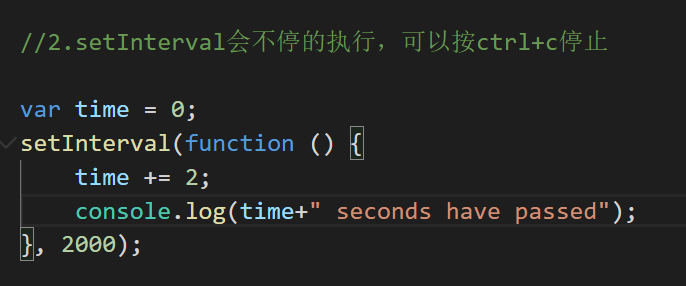 //2.setInterval会不停的执行，可以按ctrl+c停止
var time = 0;
setInterval(function () {
    time += 2;
    console.log(time+" seconds have passed");
}, 2000);